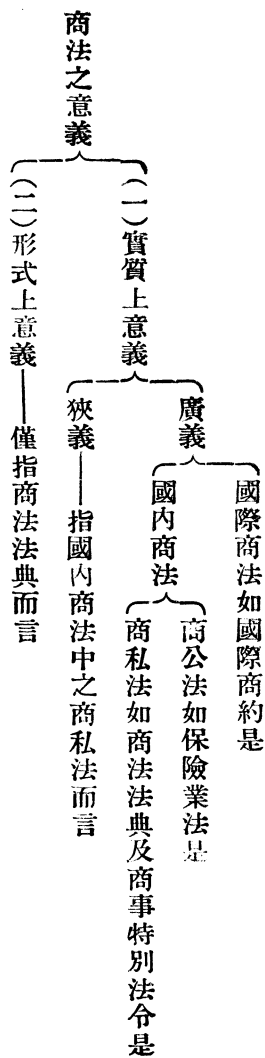 商法之意義
（一）實質上意義
廣義
國際商法如國際商約是
國內商法
商公法如保險業法是
商私法如商法法典及商事特別法令是
狹義——指國內商法中之商私法而言
（二）形式上意義——僅指商法法典而言